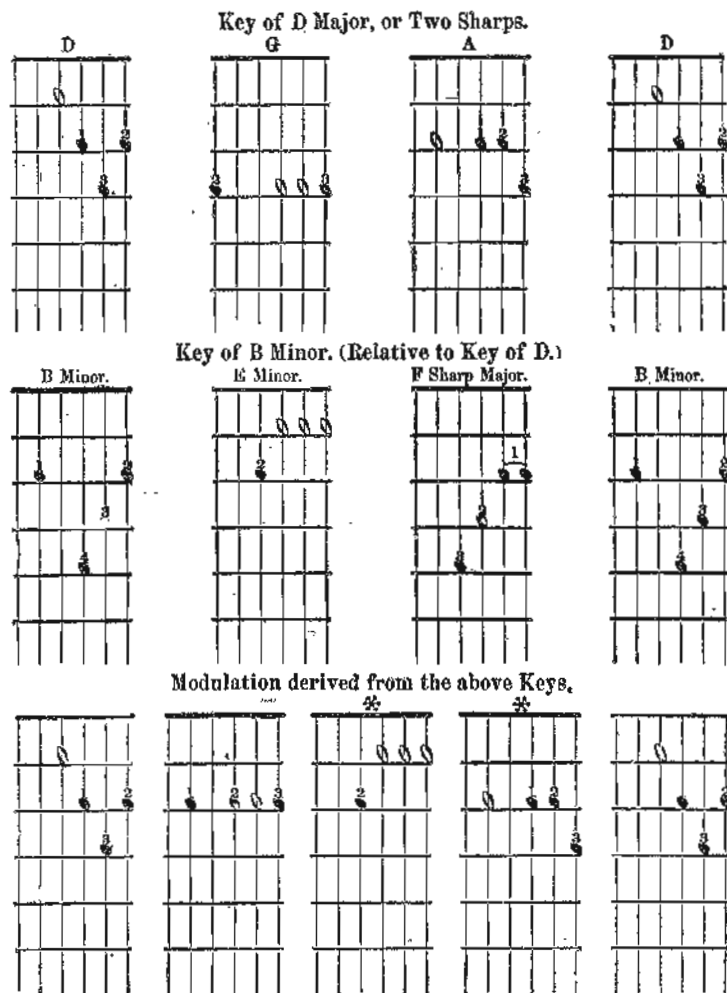 Key of D Major, or Two Sharps.
D G A D
Key of B Minor. (Relative to Key of D.)
B Minor. E Minor. F Sharp Major. B Minor.
1
Modulation derived from the above Keys.
* *